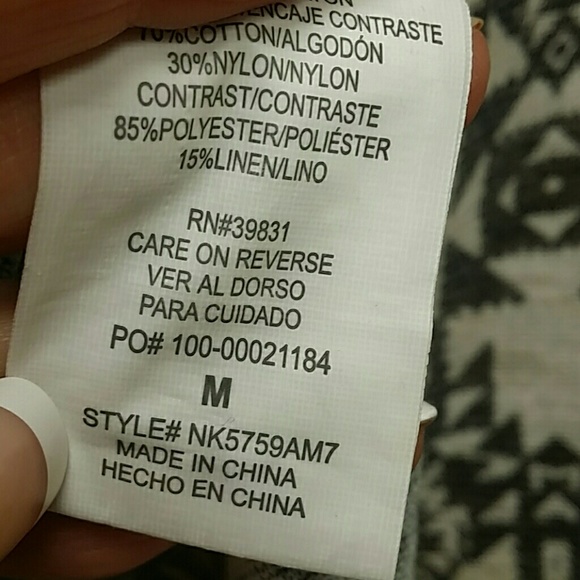 ENCAJE CONTRASTE
70%COTTON/ALGODÓN
30%NYLON/NYLON
CONTRAST/CONTRASTE
85%POLYESTER/POLIÉSTER
15%LINEN/LINO
RN#39831
CARE ON REVERSE
VER AL DORSO
PARA CUIDADO
PO# 100-00021184
M
STYLE# NK5759AM7
MADE IN CHINA
HECHO EN CHINA